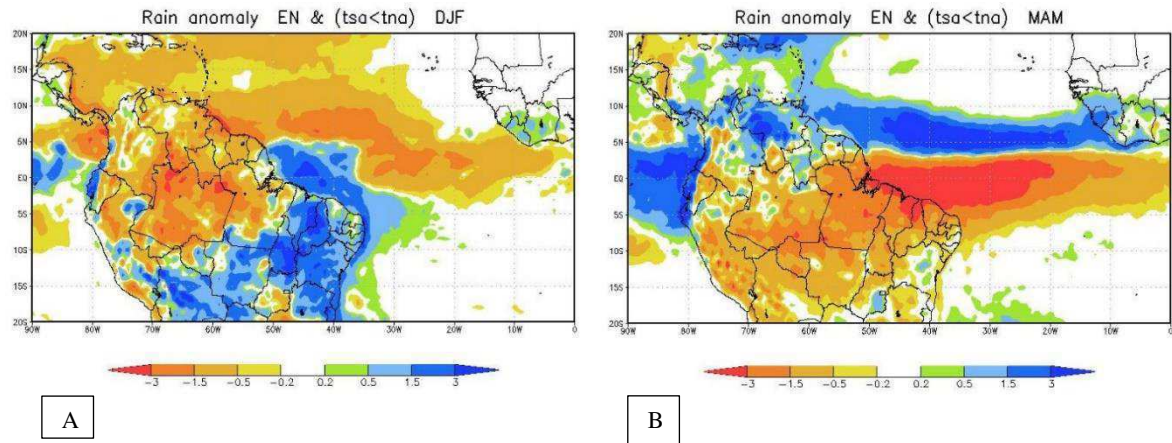 Rain anomaly EN & (tsa<tna) DJF
20N
15N
10N
5N
EQ
5S
10S
15S
20S
90W 80W 70W 60W 50W 40W 30W 20W 10W 0
-3 -1.5 -0.5 -0.2 0.2 0.5 1.5 3
A
Rain anomaly EN & (tsa<tna) MAM
20N
15N
10N
5N
EQ
5S
10S
15S
20S
90W 80W 70W 60W 50W 40W 30W 20W 10W 0
-3 -1.5 -0.5 -0.2 0.2 0.5 1.5 3
B